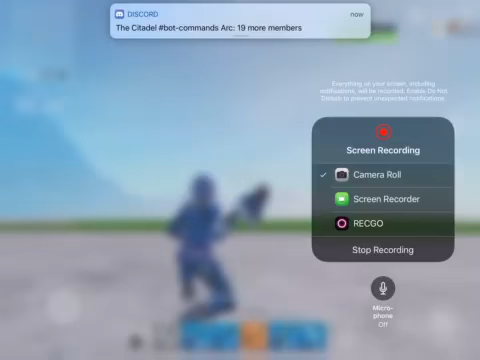 DISCORD
now
The Citadel #bot-commands Arc: 19 more members
Everything on your screen, including
notifications, will be recorded. Enable Do Not
Disturb to prevent unexpected notifications.
Screen Recording
Camera Roll
Screen Recorder
RECGO
Stop Recording
Micro-
phone
Off